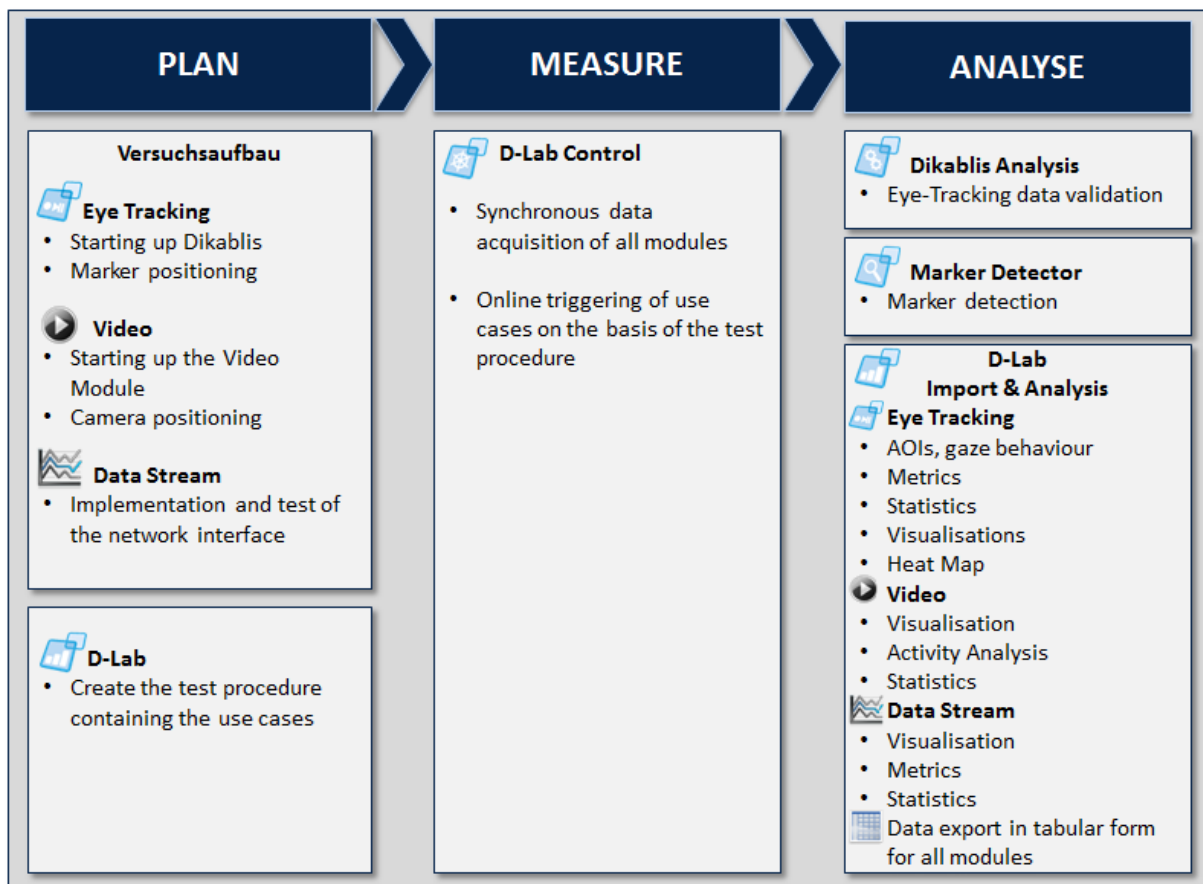 PLAN
MEASURE
ANALYSE
Versuchsaufbau
Eye Tracking
• Starting up Dikablis
• Marker positioning
Video
• Starting up the Video
Module
• Camera positioning
Data Stream
• Implementation and test of
the network interface
D-Lab
• Create the test procedure
containing the use cases
D-Lab Control
• Synchronous data
acquisition of all modules
• Online triggering of use
cases on the basis of the test
procedure
Dikablis Analysis
• Eye-Tracking data validation
Marker Detector
• Marker detection
D-Lab
Import & Analysis
Eye Tracking
• AOIs, gaze behaviour
• Metrics
• Statistics
• Visualisations
• Heat Map
Video
• Visualisation
• Activity Analysis
• Statistics
Data Stream
• Visualisation
• Metrics
• Statistics
Data export in tabular form
for all modules